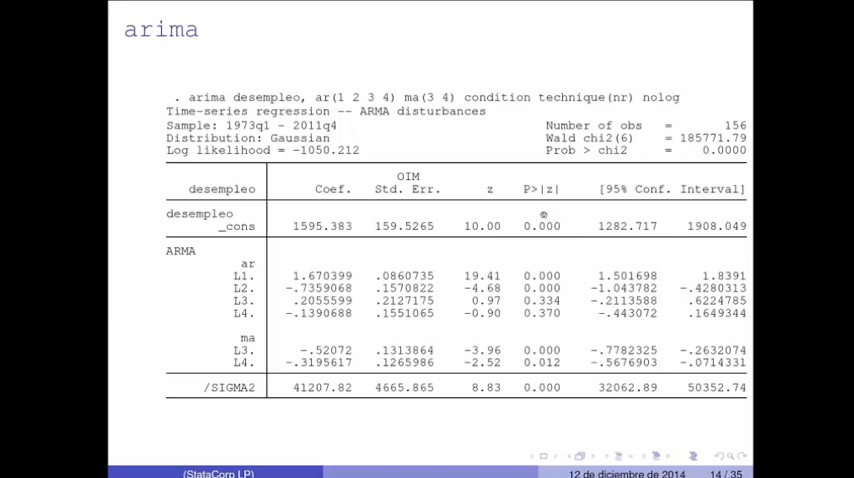 arima
. arima desempleo, ar(1 2 3 4) ma(3 4) condition technique(nr) nolog
Time-series regression -- ARMA disturbances
Sample: 1973q1 - 2011q4 Number of obs = 156
Distribution: Gaussian Wald chi2(6) = 185771.79
Log likelihood = -1050.212 Prob > chi2 = 0.0000
OIM
desempleo Coef. Std. Err. z P>|z| [95% Conf. Interval]
desempleo
_cons 1595.383 159.5265 10.00 0.000 1282.717 1908.049
ARMA
ar
L1. 1.670399 .0860735 19.41 0.000 1.501698 1.8391
L2. -.7359068 .1570822 -4.68 0.000 -1.043782 -.4280313
L3. .2055599 .2127175 0.97 0.334 -.2113588 .6224785
L4. -.1390688 .1551065 -0.90 0.370 -.443072 .1649344
ma
L3. -.52072 .1313864 -3.96 0.000 -.7782325 -.2632074
L4. -.3195617 .1265986 -2.52 0.012 -.5676903 -.0714331
/SIGMA2 41207.82 4665.865 8.83 0.000 32062.89 50352.74
(StataCorp LP) 12 de diciembre de 2014 14 / 35